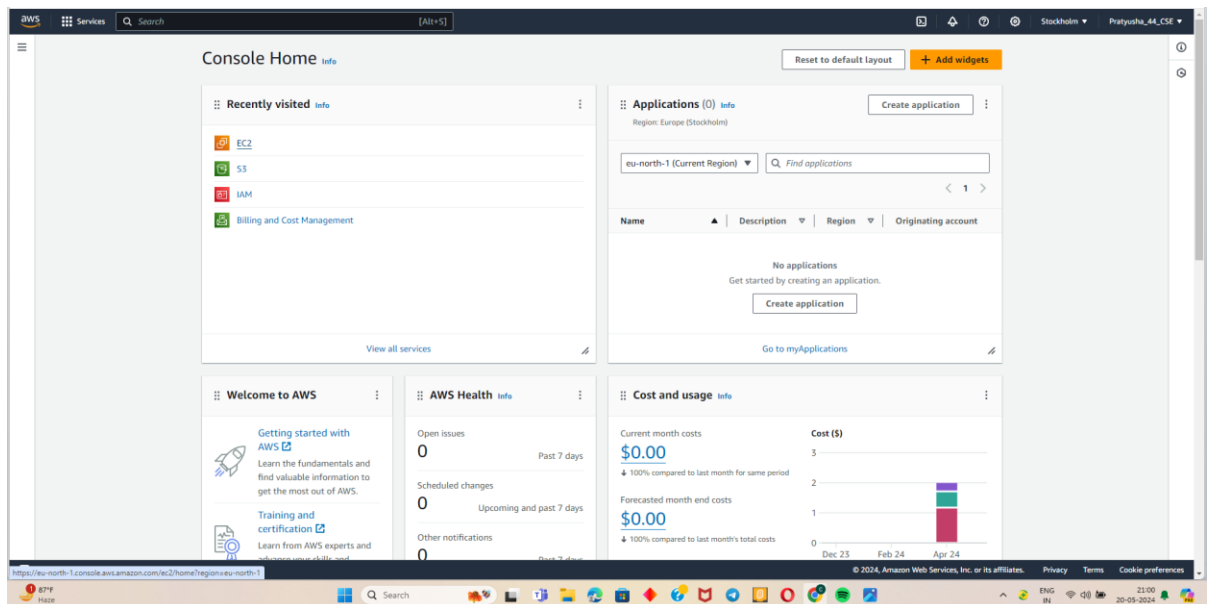 aws
Services
Search
[Alt+S]
Stockholm ▼
Pratyusha_44_CSE ▼
Console Home Info
Reset to default layout
+ Add widgets
Recently visited Info
EC2
S3
IAM
Billing and Cost Management
View all services
Applications (0) Info
Region: Europe (Stockholm)
Create application
eu-north-1 (Current Region) ▼
Find applications
< 1 >
Name ▲ | Description ▽ | Region ▽ | Originating account
No applications
Get started by creating an application.
Create application
Go to myApplications
Welcome to AWS
Getting started with
AWS
Learn the fundamentals and
find valuable information to
get the most out of AWS.
Training and
certification
Learn from AWS experts and
advance your skills and
AWS Health Info
Open issues
0
Past 7 days
Scheduled changes
0
Upcoming and past 7 days
Other notifications
0
Past 7 days
Cost and usage Info
Current month costs
$0.00
↓ 100% compared to last month for same period
Forecasted month end costs
$0.00
↓ 100% compared to last month's total costs
Cost ($)
3
2
1
0
Dec 23
Feb 24
Apr 24
https://eu-north-1.console.aws.amazon.com/ec2/home?region=eu-north-1
© 2024, Amazon Web Services, Inc. or its affiliates.
Privacy
Terms
Cookie preferences
1
87°F
Haze
Search
ENG
IN
21:00
20-05-2024